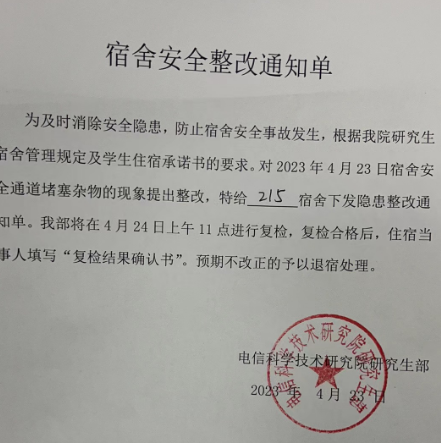 宿舍安全整改通知单
为及时消除安全隐患，防止宿舍安全事故发生，根据我院研究生
宿舍管理规定及学生住宿承诺书的要求。对 2023 年 4 月 23 日宿舍安
全通道堵塞杂物的现象提出整改，特给 215 宿舍下发隐患整改通
知单。我部将在 4 月 24 日上午 11 点进行复检，复检合格后，住宿当
事人填写“复检结果确认书”。预期不改正的予以退宿处理。
电信科学技术研究院研究生部
电信科学技术研究院研究生部
2023 年 4 月 23 日